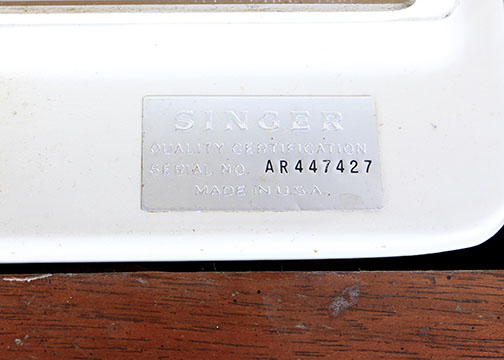 SINGER
QUALITY CERTIFICATION
SERIAL NO. AR447427
MADE IN U.S.A.